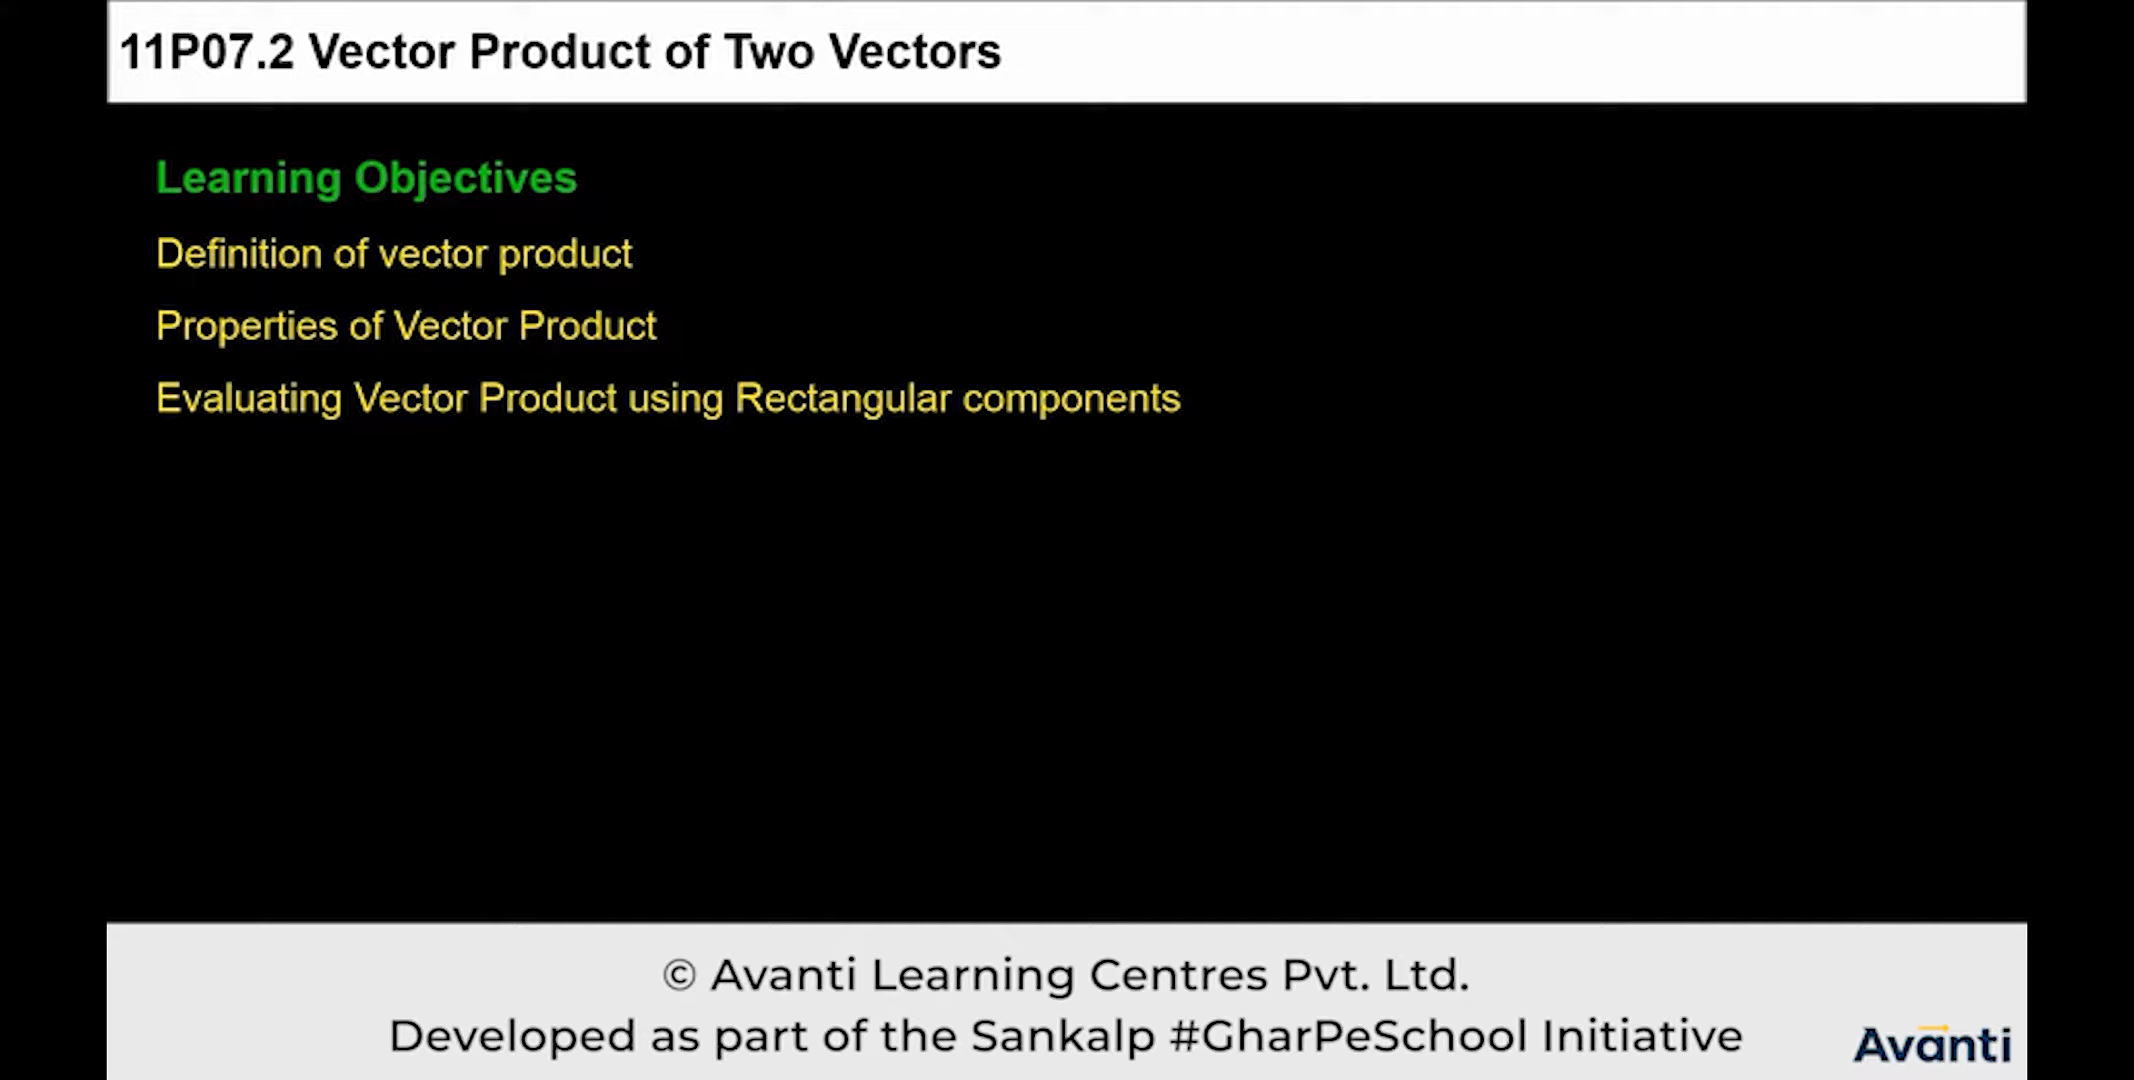 11P07.2 Vector Product of Two Vectors
Learning Objectives
Definition of vector product
Properties of Vector Product
Evaluating Vector Product using Rectangular components
© Avanti Learning Centres Pvt. Ltd.
Developed as part of the Sankalp #GharPeSchool Initiative
Avanti